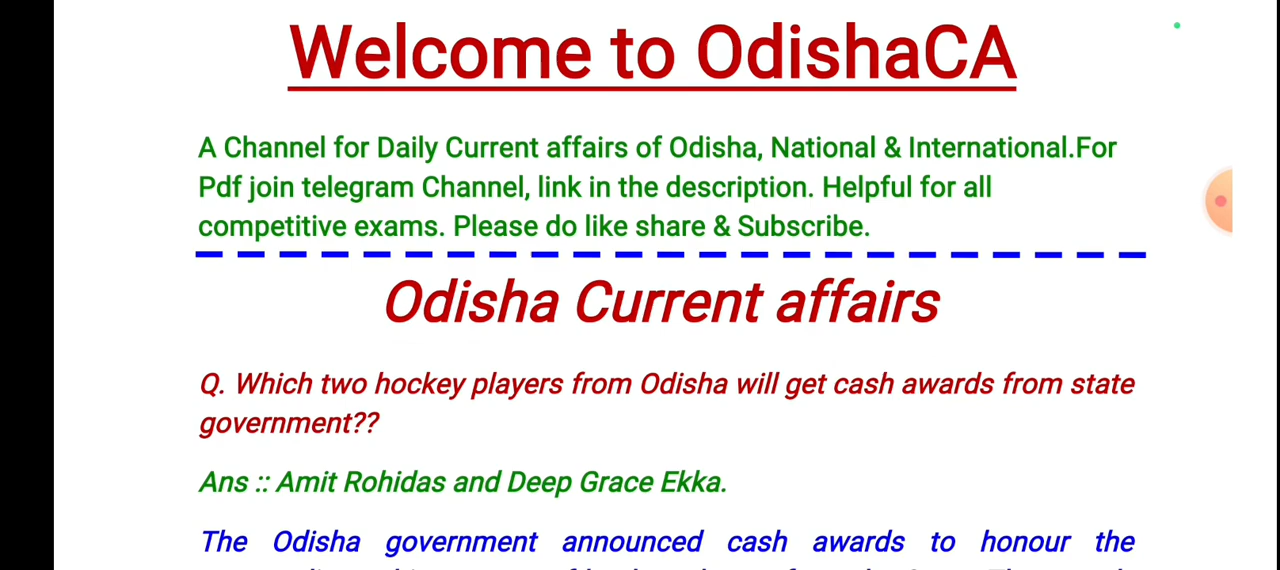 Welcome to OdishaCA
A Channel for Daily Current affairs of Odisha, National & International.For
Pdf join telegram Channel, link in the description. Helpful for all
competitive exams. Please do like share & Subscribe.
Odisha Current affairs
Q. Which two hockey players from Odisha will get cash awards from state
government??
Ans :: Amit Rohidas and Deep Grace Ekka.
The Odisha government announced cash awards to honour the